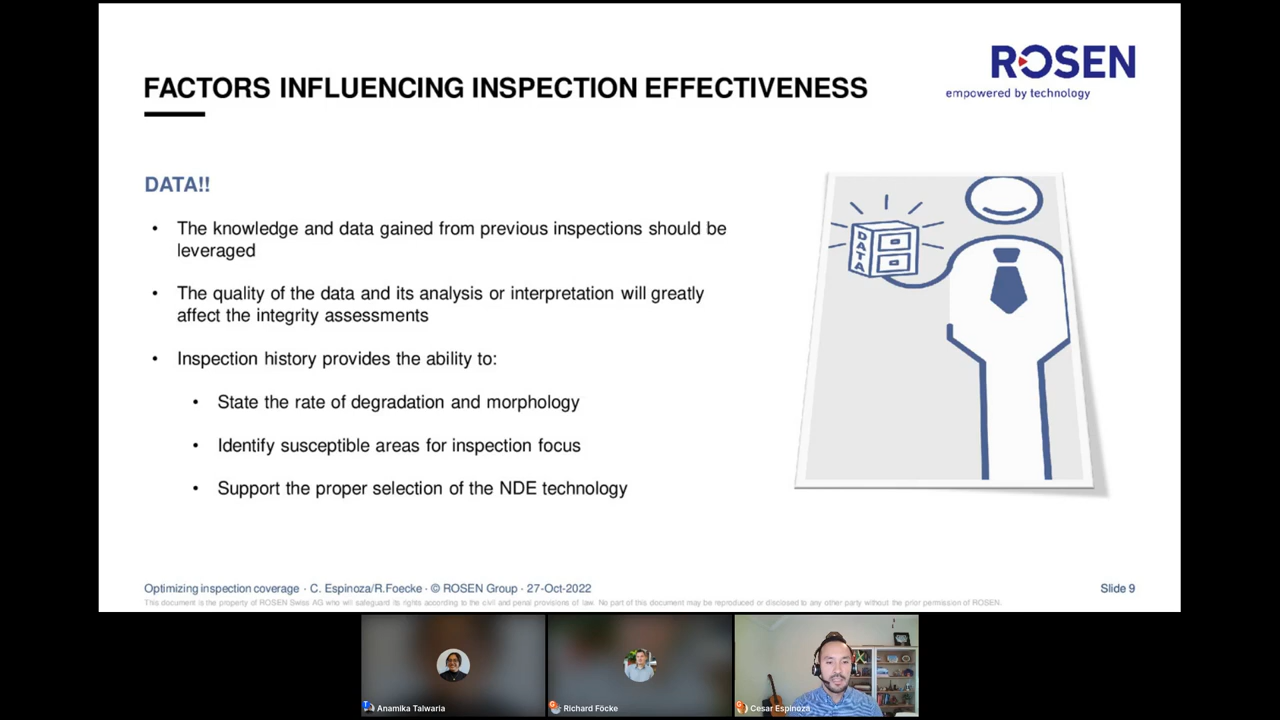 ROSEN
empowered by technology
FACTORS INFLUENCING INSPECTION EFFECTIVENESS
DATA!!
• The knowledge and data gained from previous inspections should be
leveraged
• The quality of the data and its analysis or interpretation will greatly
affect the integrity assessments
• Inspection history provides the ability to:
• State the rate of degradation and morphology
• Identify susceptible areas for inspection focus
• Support the proper selection of the NDE technology
DATA
Optimizing inspection coverage · C. Espinoza/R.Foecke · © ROSEN Group · 27-Oct-2022
Slide 9
This document is the property of ROSEN Swiss AG who will safeguard its rights according to the civil and penal provisions of law. No part of this document may be reproduced or disclosed to any other party without the prior permission of ROSEN.
Anamika Talwaria
Richard Föcke
Cesar Espinoza